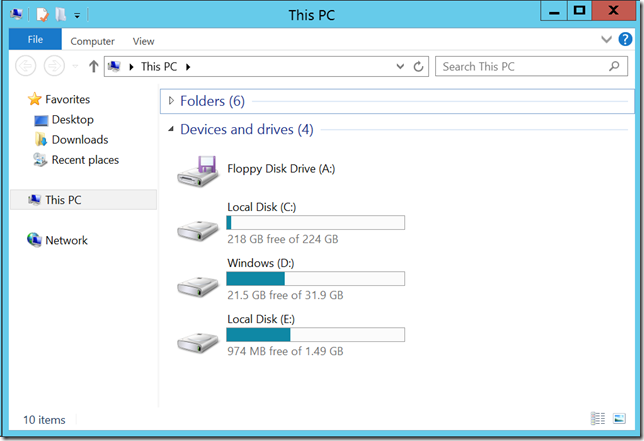 This PC
File Computer View
This PC
Search This PC
Favorites
Desktop
Downloads
Recent places
This PC
Network
Folders (6)
Devices and drives (4)
Floppy Disk Drive (A:)
Local Disk (C:)
218 GB free of 224 GB
Windows (D:)
21.5 GB free of 31.9 GB
Local Disk (E:)
974 MB free of 1.49 GB
10 items